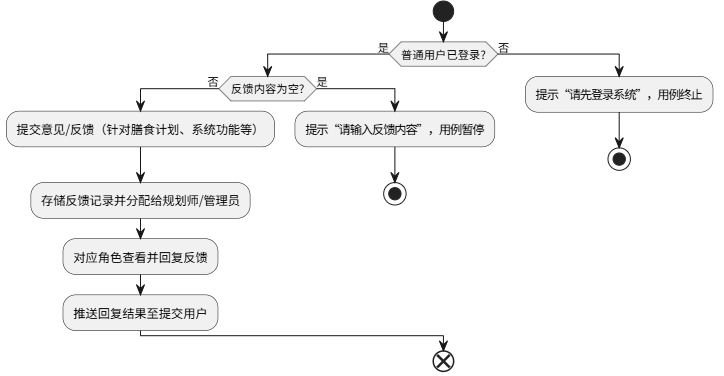 是
普通用户已登录?
否
否
反馈内容为空?
是
提示“请先登录系统”，用例终止
提交意见/反馈（针对膳食计划、系统功能等）
提示“请输入反馈内容”，用例暂停
存储反馈记录并分配给规划师/管理员
对应角色查看并回复反馈
推送回复结果至提交用户